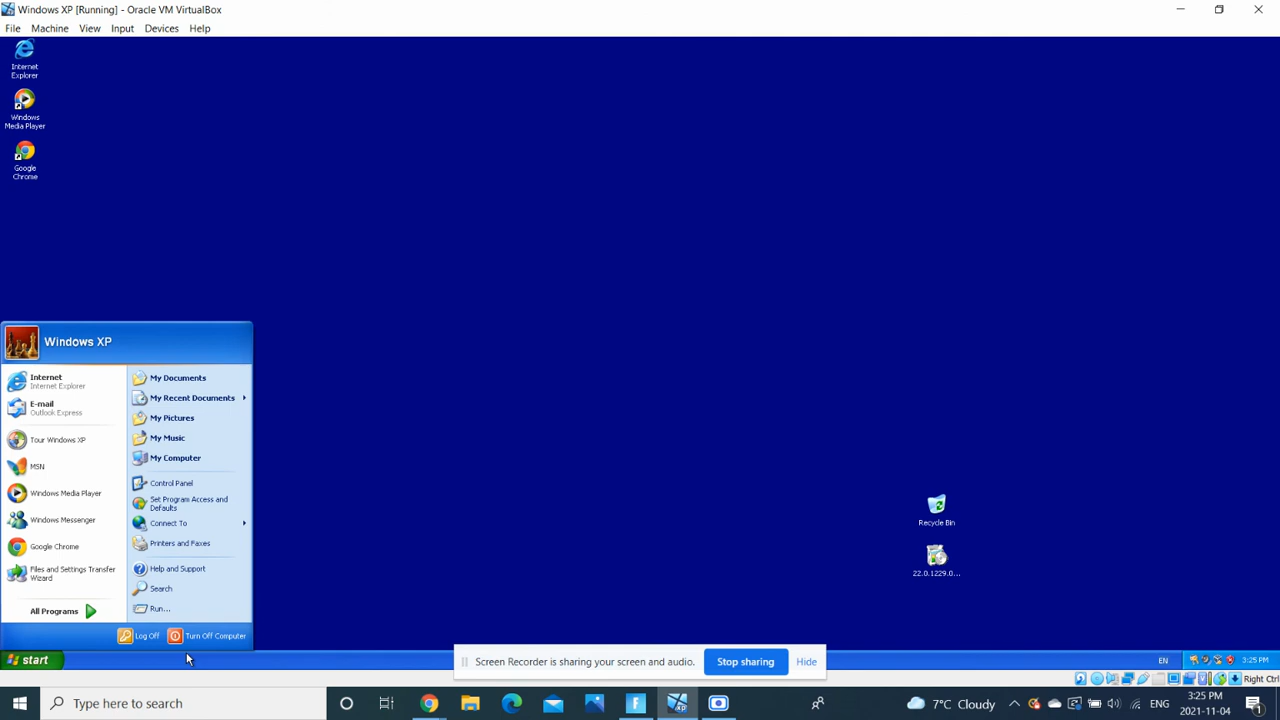 Windows XP [Running] - Oracle VM VirtualBox
File Machine View Input Devices Help
Internet
Explorer
Windows
Media Player
Google
Chrome
Windows XP
Internet
Internet Explorer
E-mail
Outlook Express
Tour Windows XP
MSN
Windows Media Player
Windows Messenger
Google Chrome
Files and Settings Transfer
Wizard
All Programs
My Documents
My Recent Documents
My Pictures
My Music
My Computer
Control Panel
Set Program Access and
Defaults
Connect To
Printers and Faxes
Help and Support
Search
Run...
Log Off Turn Off Computer
Recycle Bin
22.0.1229.0...
start
Screen Recorder is sharing your screen and audio. Stop sharing Hide
EN 3:25 PM
Right Ctrl
Type here to search
7°C Cloudy
ENG
3:25 PM
2021-11-04
1